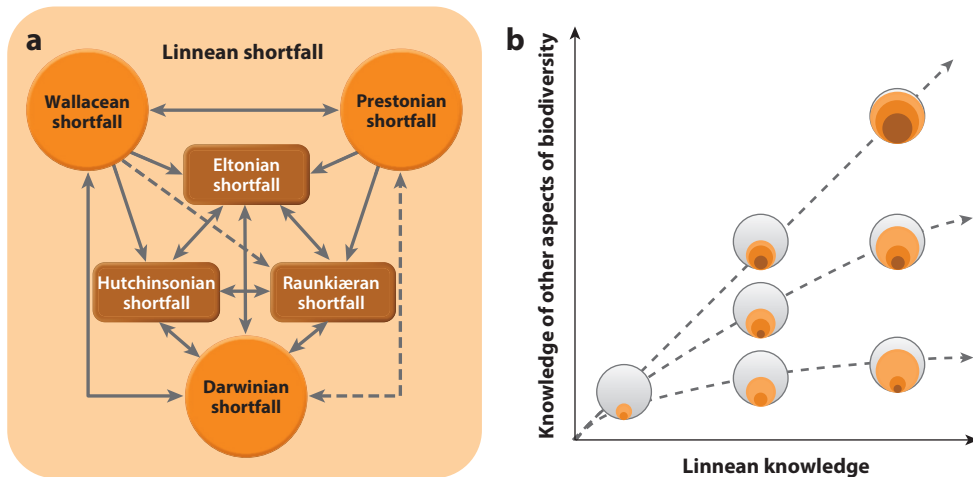 a
Linnean shortfall
Wallacean
shortfall
Prestonian
shortfall
Eltonian
shortfall
Hutchinsonian
shortfall
Raunkiæran
shortfall
Darwinian
shortfall
b
Knowledge of other aspects of biodiversity
Linnean knowledge